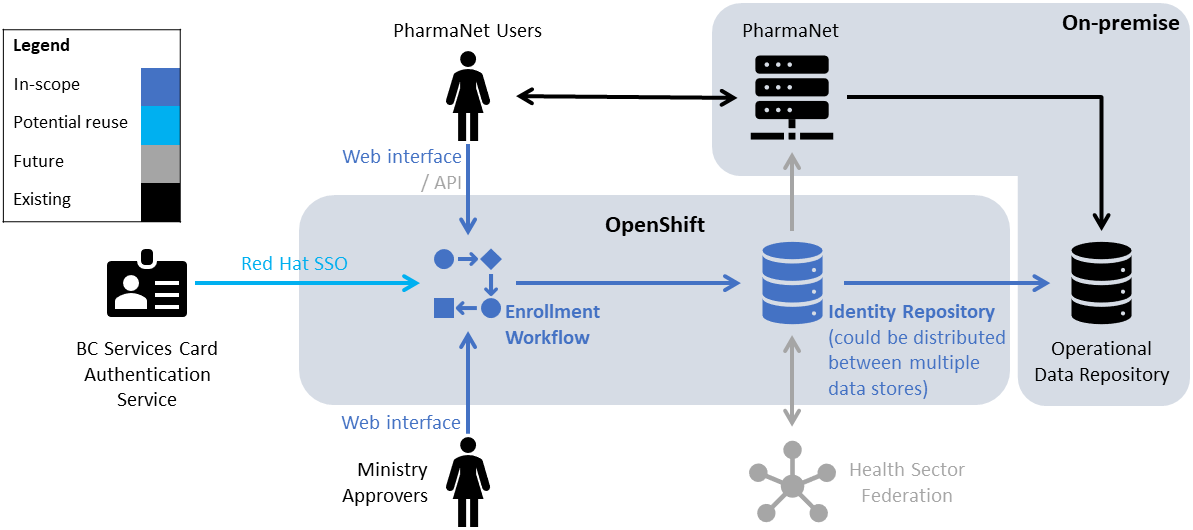 Legend
In-scope
Potential reuse
Future
Existing
PharmaNet Users
PharmaNet
On-premise
Web interface
/ API
OpenShift
Red Hat SSO
BC Services Card
Authentication
Service
Enrollment
Workflow
Identity Repository
(could be distributed
between multiple
data stores)
Operational
Data Repository
Web interface
Ministry
Approvers
Health Sector
Federation